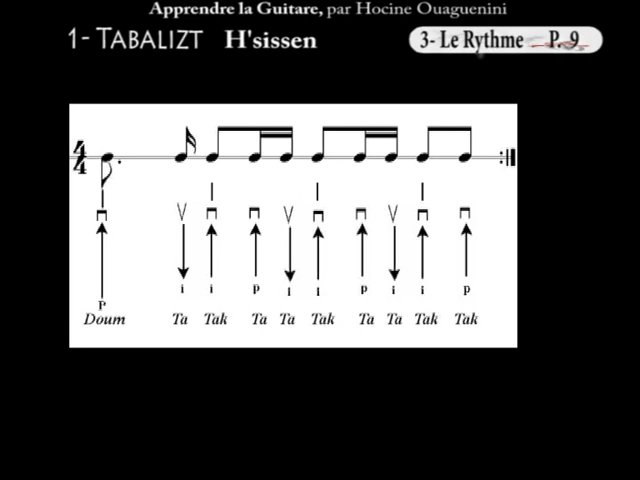 Apprendre la Guitare, par Hocine Ouaguenini
1- TABALIZT H'sissen
3- Le Rythme P. 9
4
4
i i p i i p i i p
P
Doum Ta Tak Ta Ta Tak Ta Ta Tak Tak